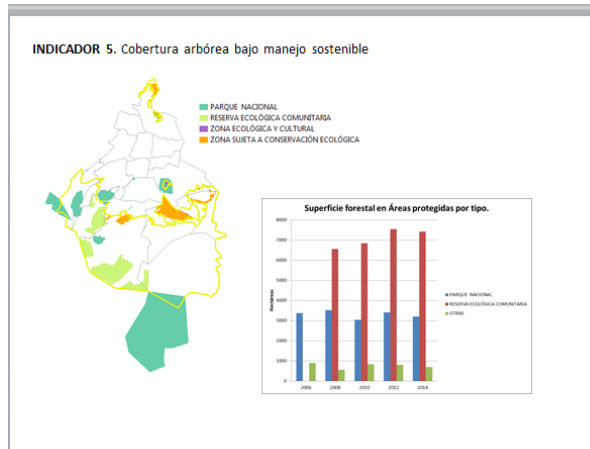 INDICADOR 5. Cobertura arbórea bajo manejo sostenible
PARQUE NACIONAL
RESERVA ECOLÓGICA COMUNITARIA
ZONA ECOLÓGICA Y CULTURAL
ZONA SUJETA A CONSERVACIÓN ECOLÓGICA
Superficie forestal en Áreas protegidas por tipo.
8000
7000
6000
5000
4000
3000
2000
1000
0
Hectáreas
2006 2008 2010 2012 2014
PARQUE NACIONAL
RESERVA ECOLÓGICA COMUNITARIA
OTRAS